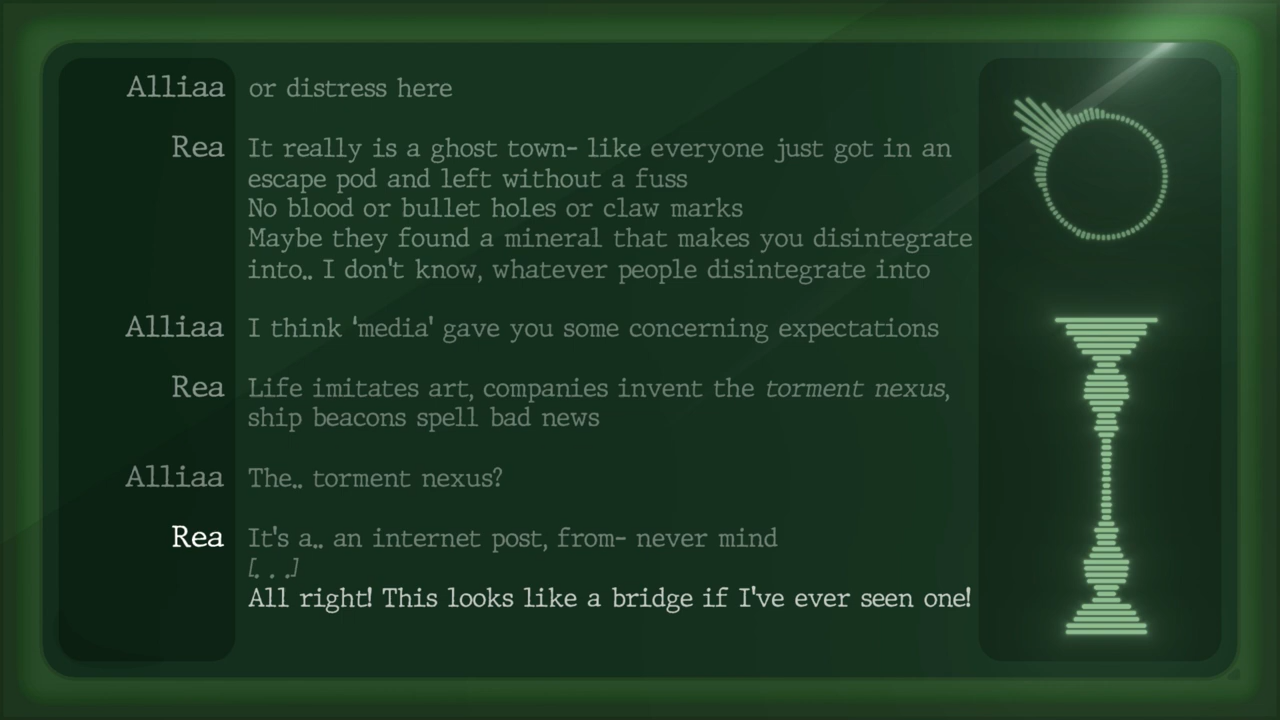 Alliaa or distress here
Rea It really is a ghost town- like everyone just got in an
escape pod and left without a fuss
No blood or bullet holes or claw marks
Maybe they found a mineral that makes you disintegrate
into.. I don't know, whatever people disintegrate into
Alliaa I think 'media' gave you some concerning expectations
Rea Life imitates art, companies invent the torment nexus,
ship beacons spell bad news
Alliaa The.. torment nexus?
Rea It's a.. an internet post, from- never mind
[. . .]
All right! This looks like a bridge if I've ever seen one!